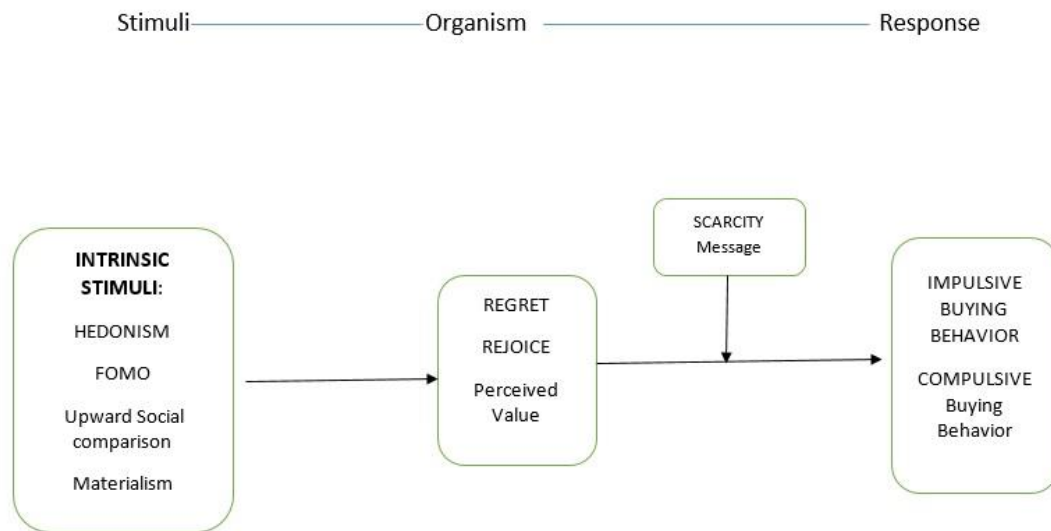 Stimuli
Organism
Response
INTRINSIC
STIMULI:
HEDONISM
FOMO
Upward Social
comparison
Materialism
REGRET
REJOICE
Perceived
Value
SCARCITY
Message
IMPULSIVE
BUYING
BEHAVIOR
COMPULSIVE
Buying
Behavior